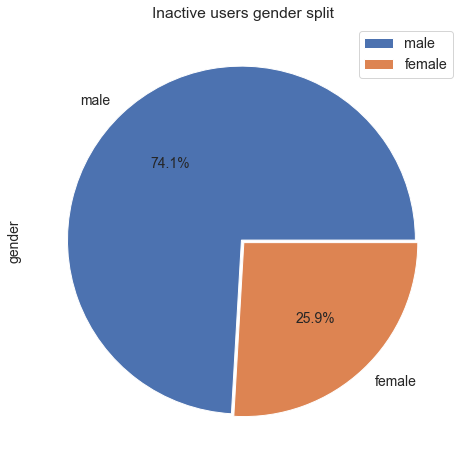 Inactive users gender split
male
female
male
74.1%
gender
25.9%
female